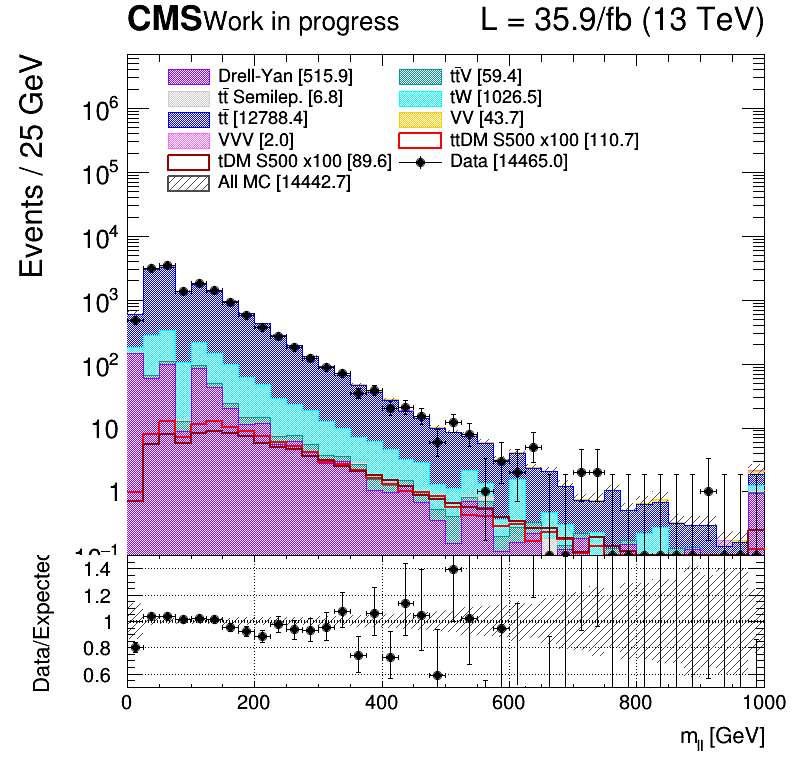 CMS Work in progress L = 35.9/fb (13 TeV)
Events / 25 GeV
Drell-Yan [515.9] tt̄V [59.4]
tt̄ Semilep. [6.8] tW [1026.5]
tt̄ [12788.4] VV [43.7]
VVV [2.0] ttDM S500 x100 [110.7]
tDM S500 x100 [89.6] Data [14465.0]
All MC [14442.7]
10⁶
10⁵
10⁴
10³
10²
10
1
10⁻¹
Data/Expected
1.4
1.2
1
0.8
0.6
0 200 400 600 800 1000
m_ll [GeV]